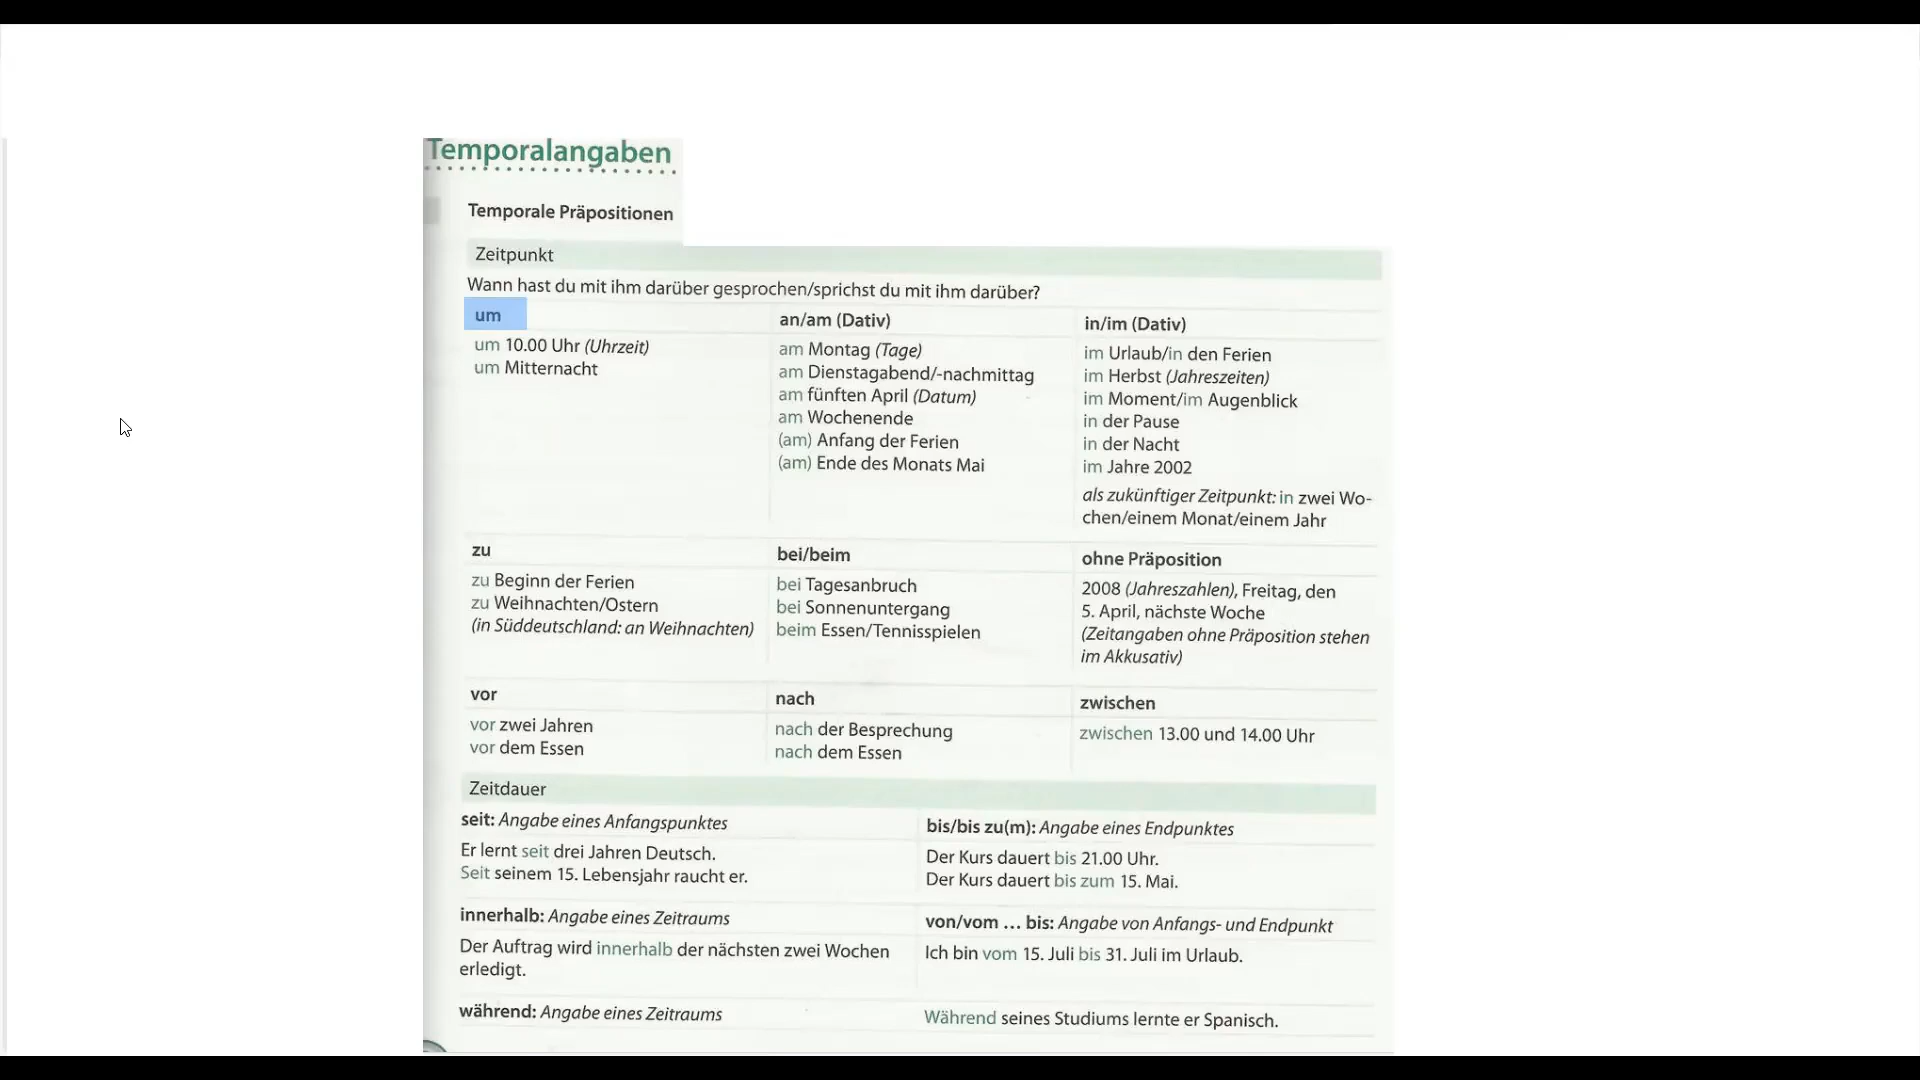 Temporalangaben
Temporale Präpositionen
Zeitpunkt
Wann hast du mit ihm darüber gesprochen/sprichst du mit ihm darüber?
um
um 10.00 Uhr (Uhrzeit)
um Mitternacht
an/am (Dativ)
am Montag (Tage)
am Dienstagabend/-nachmittag
am fünften April (Datum)
am Wochenende
(am) Anfang der Ferien
(am) Ende des Monats Mai
in/im (Dativ)
im Urlaub/in den Ferien
im Herbst (Jahreszeiten)
im Moment/im Augenblick
in der Pause
in der Nacht
im Jahre 2002
als zukünftiger Zeitpunkt: in zwei Wo-
chen/einem Monat/einem Jahr
zu
zu Beginn der Ferien
zu Weihnachten/Ostern
(in Süddeutschland: an Weihnachten)
bei/beim
bei Tagesanbruch
bei Sonnenuntergang
beim Essen/Tennisspielen
ohne Präposition
2008 (Jahreszahlen), Freitag, den
5. April, nächste Woche
(Zeitangaben ohne Präposition stehen
im Akkusativ)
vor
vor zwei Jahren
vor dem Essen
nach
nach der Besprechung
nach dem Essen
zwischen
zwischen 13.00 und 14.00 Uhr
Zeitdauer
seit: Angabe eines Anfangspunktes
Er lernt seit drei Jahren Deutsch.
Seit seinem 15. Lebensjahr raucht er.
bis/bis zu(m): Angabe eines Endpunktes
Der Kurs dauert bis 21.00 Uhr.
Der Kurs dauert bis zum 15. Mai.
innerhalb: Angabe eines Zeitraums
Der Auftrag wird innerhalb der nächsten zwei Wochen
erledigt.
von/vom … bis: Angabe von Anfangs- und Endpunkt
Ich bin vom 15. Juli bis 31. Juli im Urlaub.
während: Angabe eines Zeitraums
Während seines Studiums lernte er Spanisch.